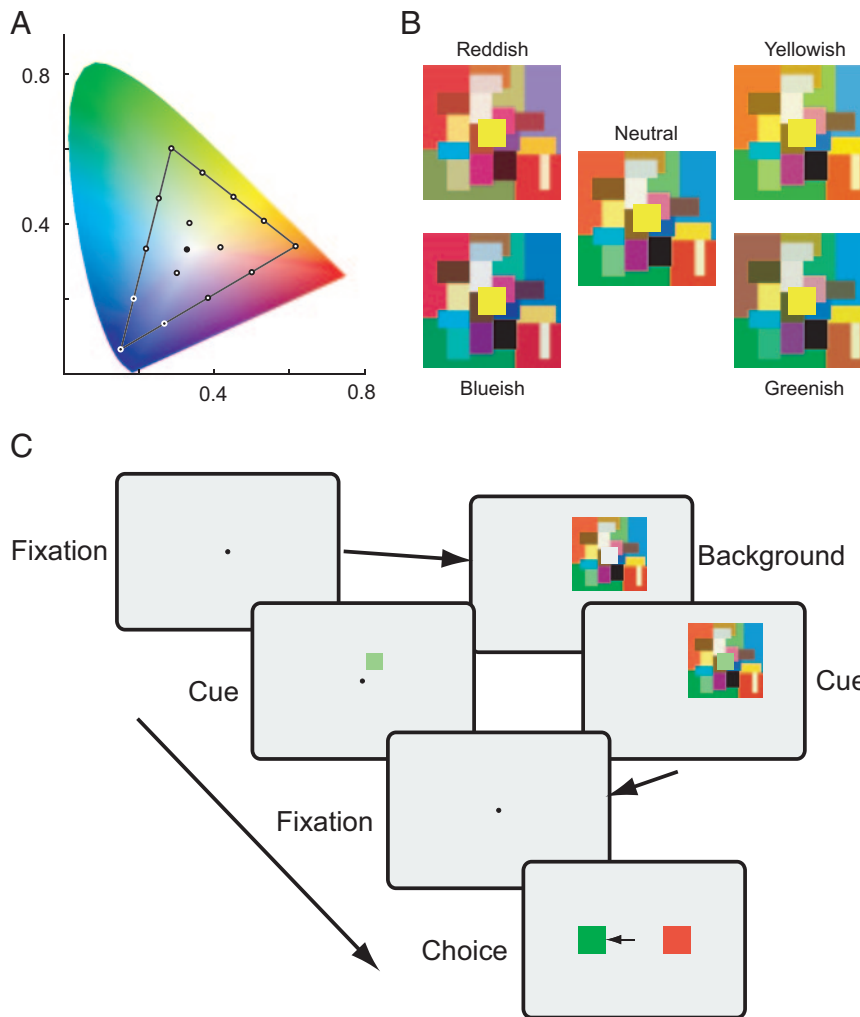 A
0.8
0.4
0.4
0.8
B
Reddish
Yellowish
Neutral
Blueish
Greenish
C
Fixation
Background
Cue
Cue
Fixation
Choice